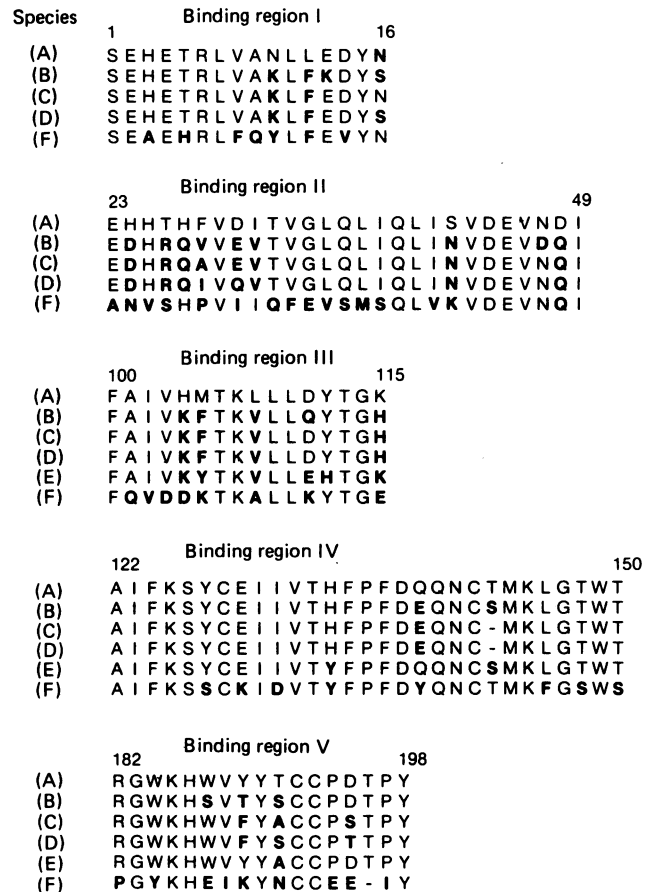 Species Binding region I
1 16
(A) SEHETRLVANLLEDYN
(B) SEHETRLVAKLFKDYS
(C) SEHETRLVAKLFEDYN
(D) SEHETRLVAKLFEDYS
(F) SEAEHRLFQYLFEVYN
Binding region II
23 49
(A) EHHTHFVDITVGLQLIQLISVDEVNDI
(B) EDHRQVVEVTVGLQLIQLINVDEVDQI
(C) EDHRQAVEVTVGLQLIQLINVDEVNQI
(D) EDHRQIVQVTVGLQLIQLINVDEVNQI
(F) ANVSHPVIIQFEVSMSQLVKVDEVNQI
Binding region III
100 115
(A) FAIVHMTKLLLDYTGK
(B) FAIVKFTKVLLQYTGH
(C) FAIVKFTKVLLDYTGH
(D) FAIVKFTKVLLDYTGH
(E) FAIVKYTKVLLEHTGK
(F) FQVDDKTKALLKYTGE
Binding region IV
122 150
(A) AIFKSYCEIIVTHFPFDQQNCTMKLGTWT
(B) AIFKSYCEIIVTHFPFDEQNCSMKLGTWT
(C) AIFKSYCEIIVTHFPFDEQNC-MKLGTWT
(D) AIFKSYCEIIVTHFPFDEQNC-MKLGTWT
(E) AIFKSYCEIIVTYFPFDQQNCSMKLGTWT
(F) AIFKSSCKIDVTYFPFDYQNCTMKFGSWS
Binding region V
182 198
(A) RGWKHWVYYTCCPDTPY
(B) RGWKHSVTYSCCPDTPY
(C) RGWKHWVFYACCPSTPY
(D) RGWKHWVFYSCCPTTPY
(E) RGWKHWVYYACCPDTPY
(F) PGYKHEIKYNCCEE-IY